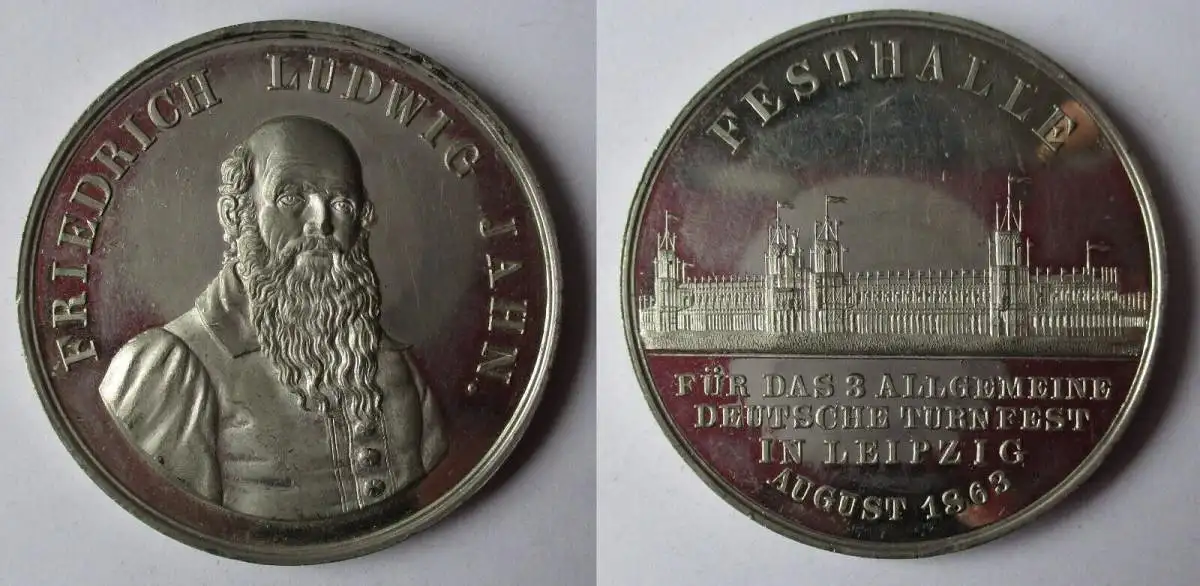 FRIEDRICH LUDWIG JAHN.
FESTHALLE
FÜR DAS 3 ALLGEMEINE
DEUTSCHE TURNFEST
IN LEIPZIG
AUGUST 1863